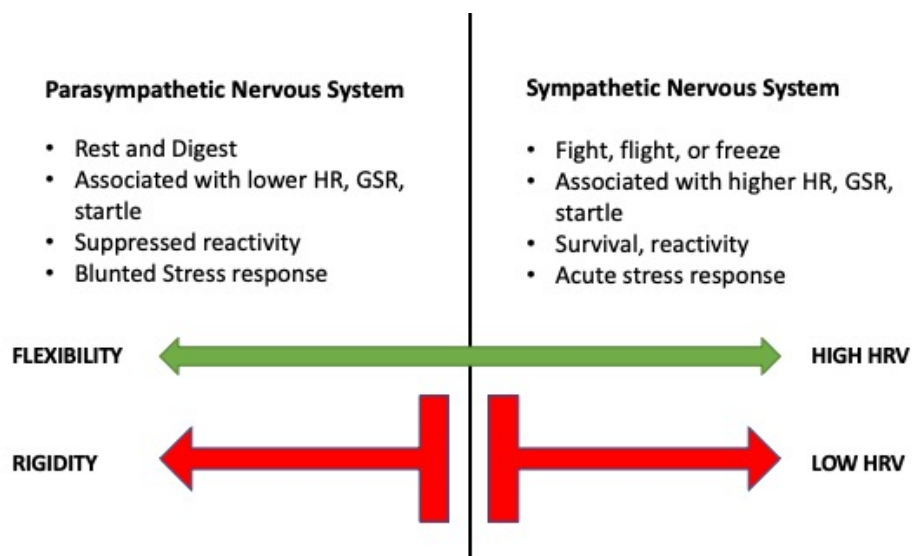 Parasympathetic Nervous System
• Rest and Digest
• Associated with lower HR, GSR,
startle
• Suppressed reactivity
• Blunted Stress response
Sympathetic Nervous System
• Fight, flight, or freeze
• Associated with higher HR, GSR,
startle
• Survival, reactivity
• Acute stress response
FLEXIBILITY
HIGH HRV
RIGIDITY
LOW HRV